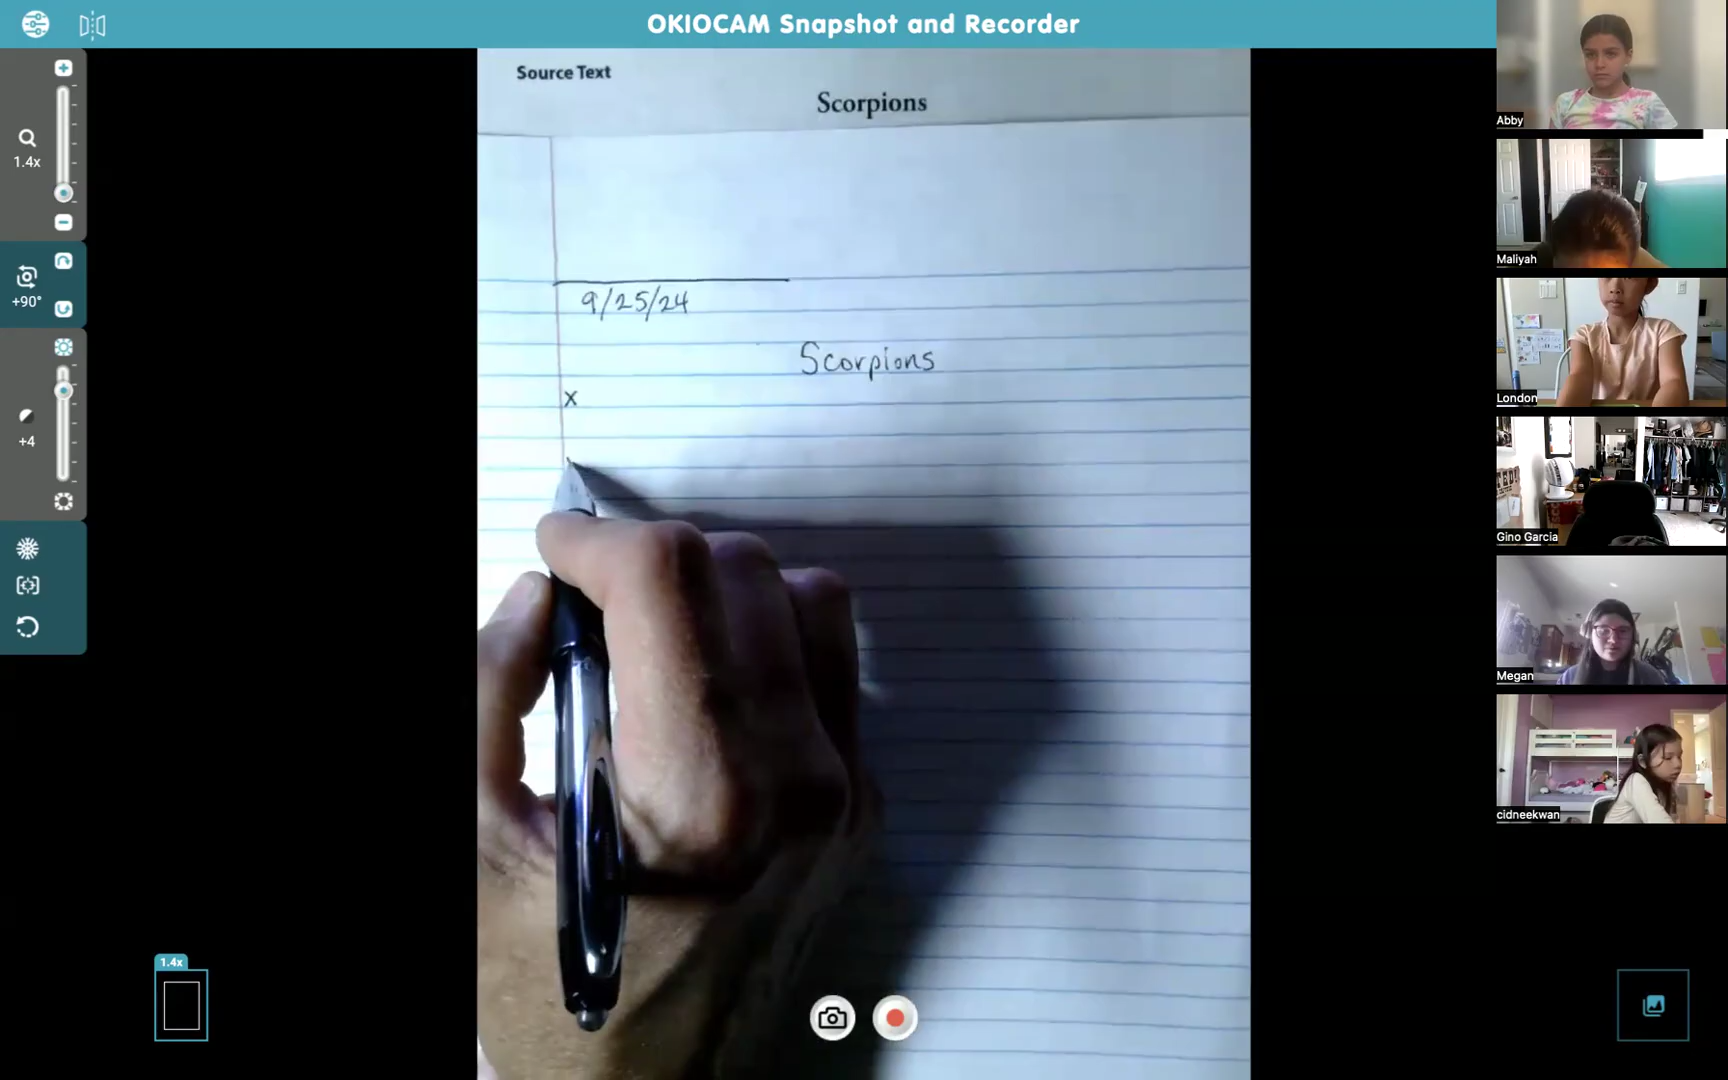 OKIOCAM Snapshot and Recorder
Source Text
Scorpions
9/25/24
Scorpions
x
1.4x
+90°
+4
1.4x
Abby
Maliyah
London
Gino Garcia
Megan
cidneekwan